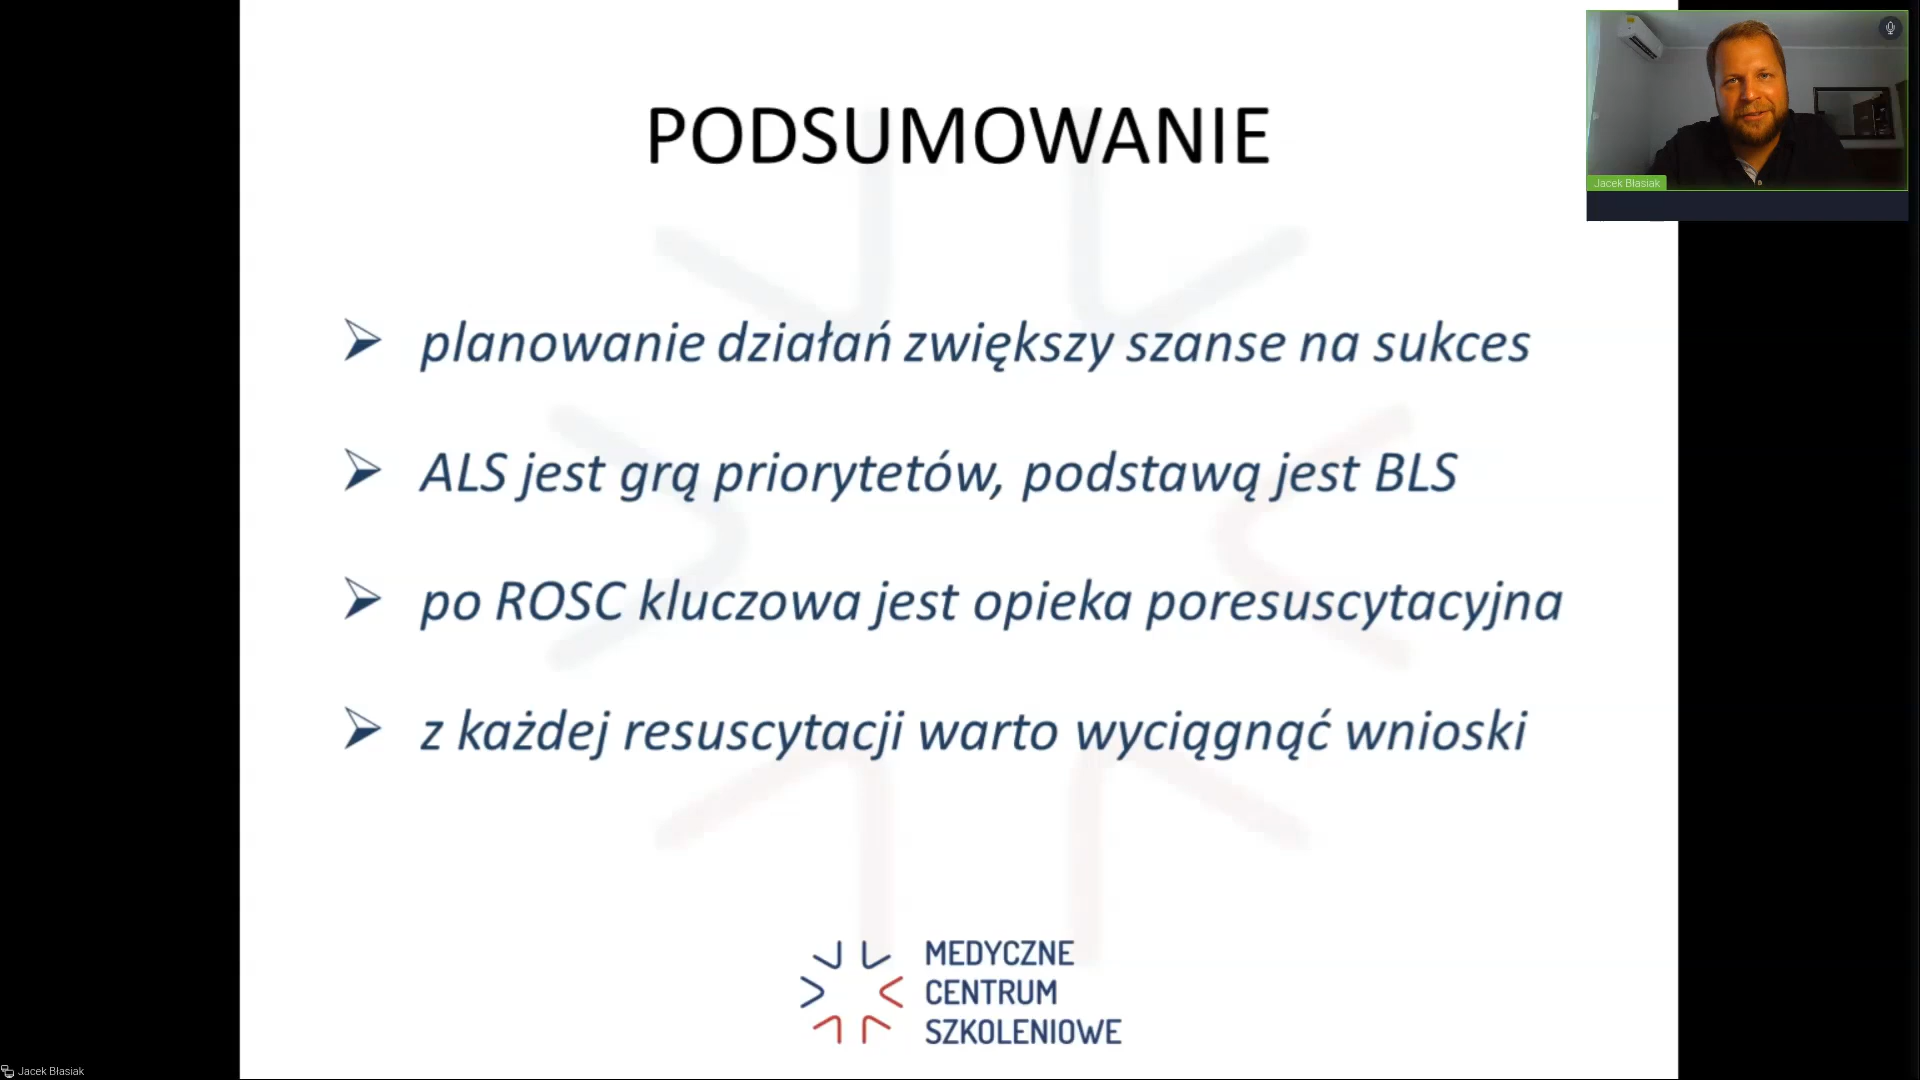 PODSUMOWANIE
Jacek Błasiak
planowanie działań zwiększy szanse na sukces
ALS jest grą priorytetów, podstawą jest BLS
po ROSC kluczowa jest opieka poresuscytacyjna
z każdej resuscytacji warto wyciągnąć wnioski
MEDYCZNE
CENTRUM
SZKOLENIOWE
Jacek Błasiak